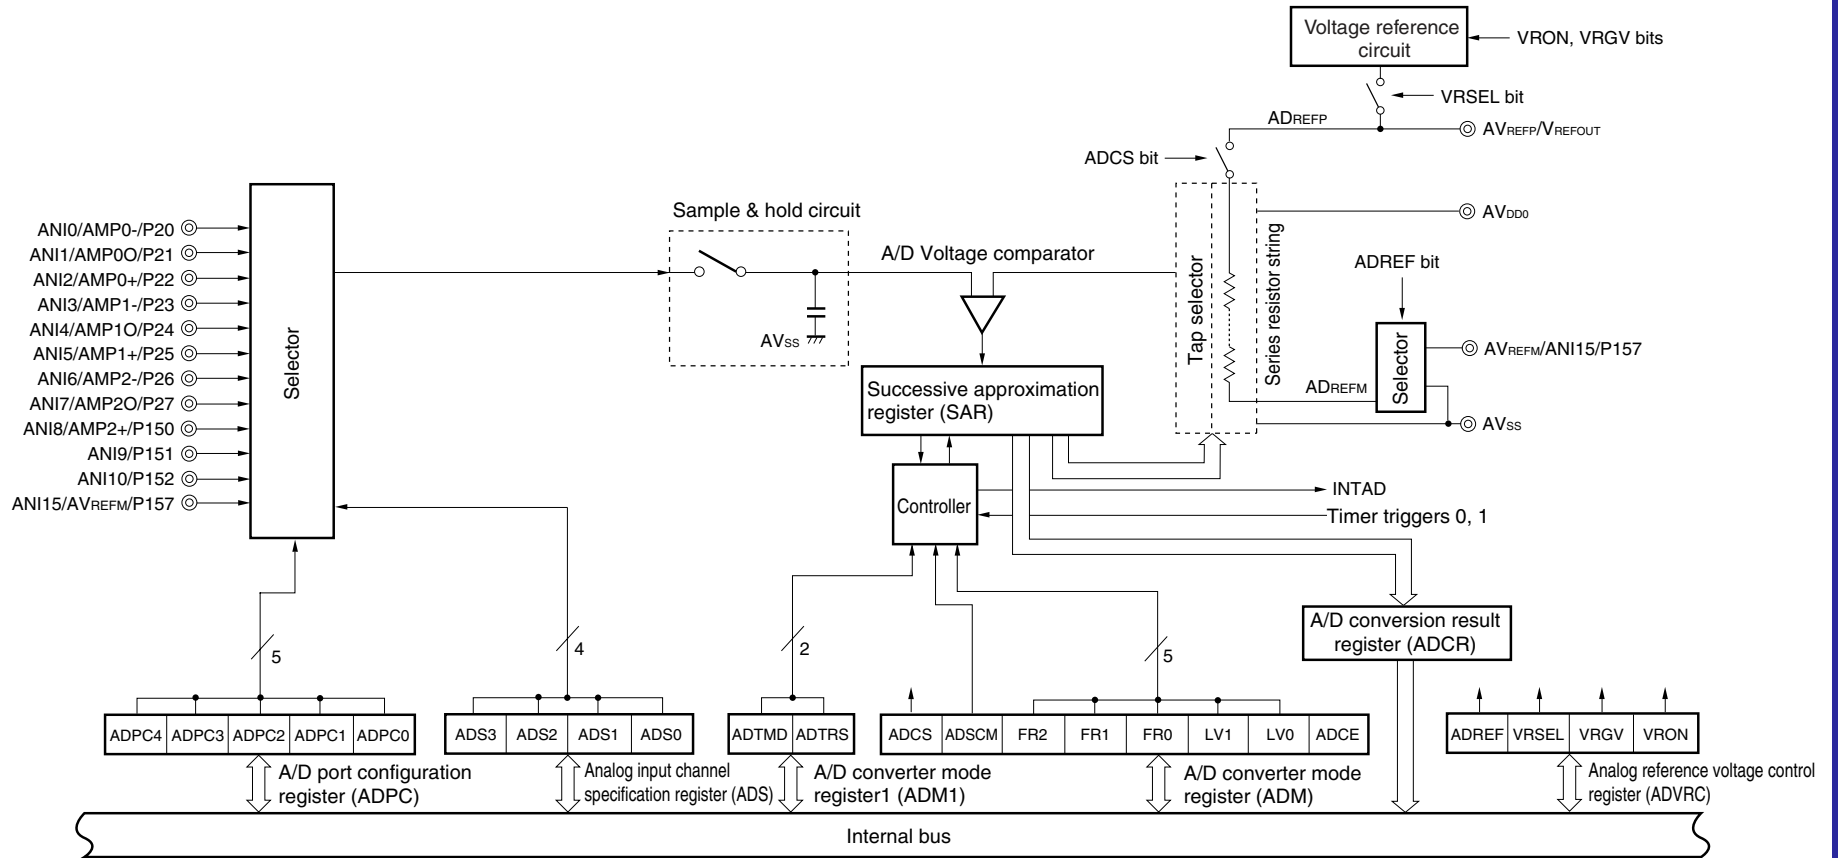 Voltage reference
circuit
VRON, VRGV bits
VRSEL bit
ADREFP
AVREFP/VREFOUT
ADCS bit
Sample & hold circuit
AVDD0
ANI0/AMP0-/P20
ANI1/AMP0O/P21
ANI2/AMP0+/P22
ANI3/AMP1-/P23
ANI4/AMP1O/P24
ANI5/AMP1+/P25
ANI6/AMP2-/P26
ANI7/AMP2O/P27
ANI8/AMP2+/P150
ANI9/P151
ANI10/P152
ANI15/AVREFM/P157
Selector
A/D Voltage comparator
AVSS
Tap selector
Series resistor string
ADREF bit
Selector
AVREFM/ANI15/P157
ADREFM
AVSS
Successive approximation
register (SAR)
Controller
INTAD
Timer triggers 0, 1
A/D conversion result
register (ADCR)
5
4
2
5
ADPC4 ADPC3 ADPC2 ADPC1 ADPC0
ADS3 ADS2 ADS1 ADS0
ADTMD ADTRS
ADCS ADSCM FR2 FR1 FR0 LV1 LV0 ADCE
ADREF VRSEL VRGV VRON
A/D port configuration
register (ADPC)
Analog input channel
specification register (ADS)
A/D converter mode
register1 (ADM1)
A/D converter mode
register (ADM)
Analog reference voltage control
register (ADVRC)
Internal bus